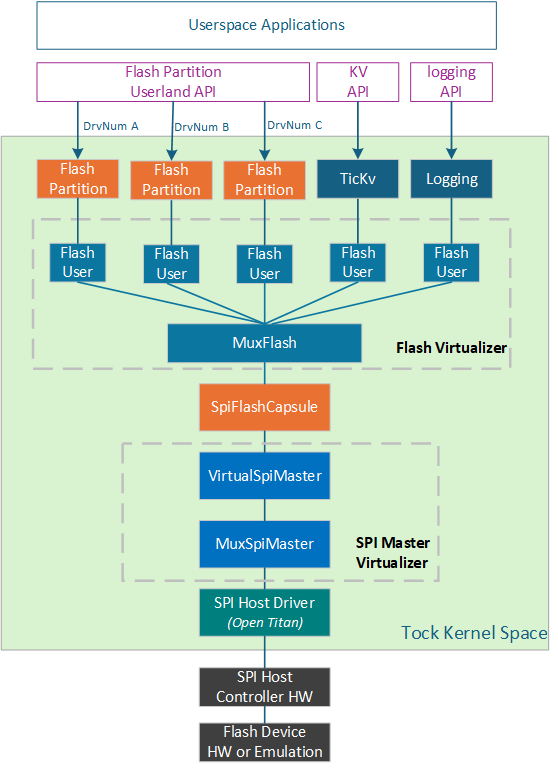 Userspace Applications
Flash Partition
Userland API
KV
API
logging
API
DrvNum A
DrvNum B
DrvNum C
Flash
Partition
Flash
Partition
Flash
Partition
TicKv
Logging
Flash
User
Flash
User
Flash
User
Flash
User
Flash
User
MuxFlash
Flash Virtualizer
SpiFlashCapsule
VirtualSpiMaster
MuxSpiMaster
SPI Master
Virtualizer
SPI Host Driver
(Open Titan)
Tock Kernel Space
SPI Host
Controller HW
Flash Device
HW or Emulation